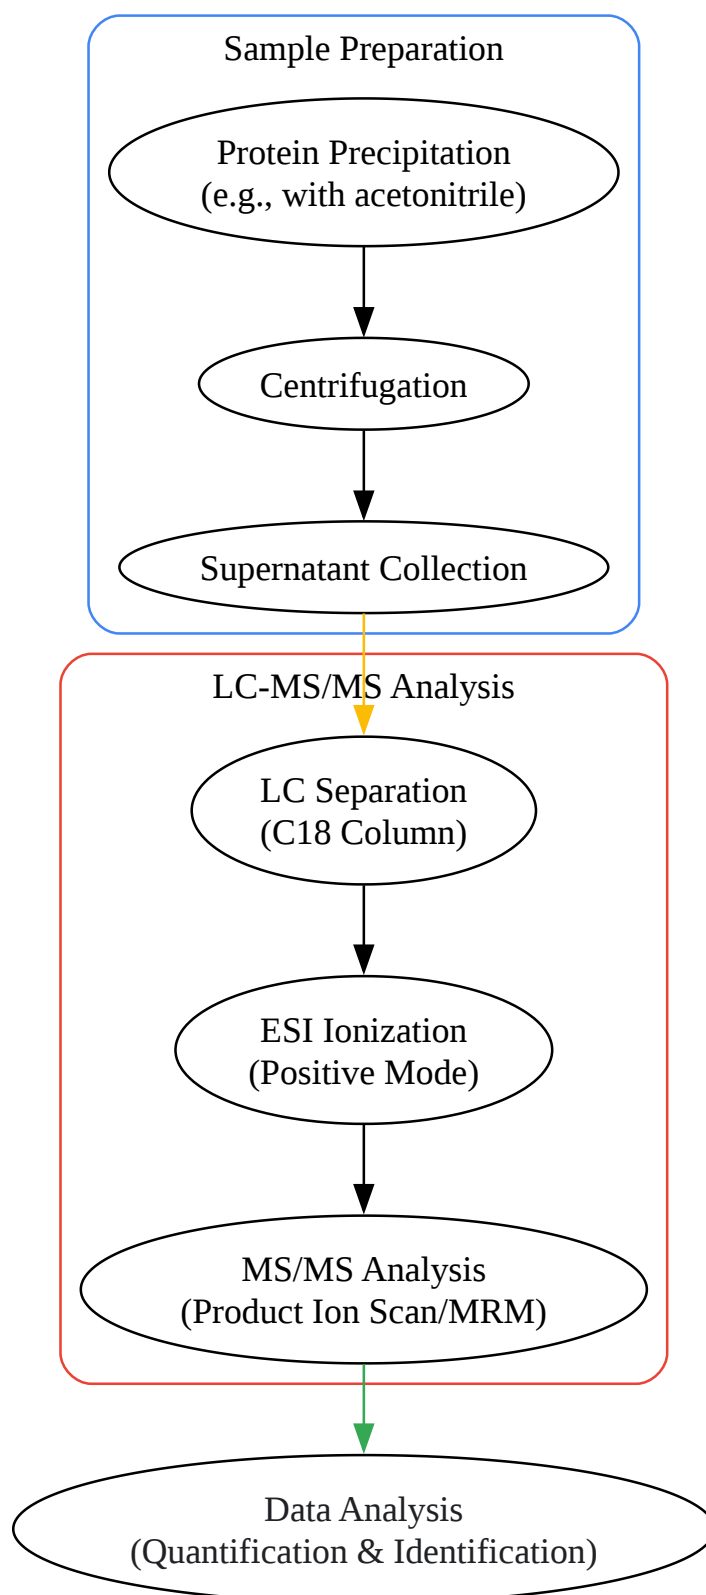 Sample Preparation
Protein Precipitation
(e.g., with acetonitrile)
Centrifugation
Supernatant Collection
LC-MS/MS Analysis
LC Separation
(C18 Column)
ESI Ionization
(Positive Mode)
MS/MS Analysis
(Product Ion Scan/MRM)
Data Analysis
(Quantification & Identification)